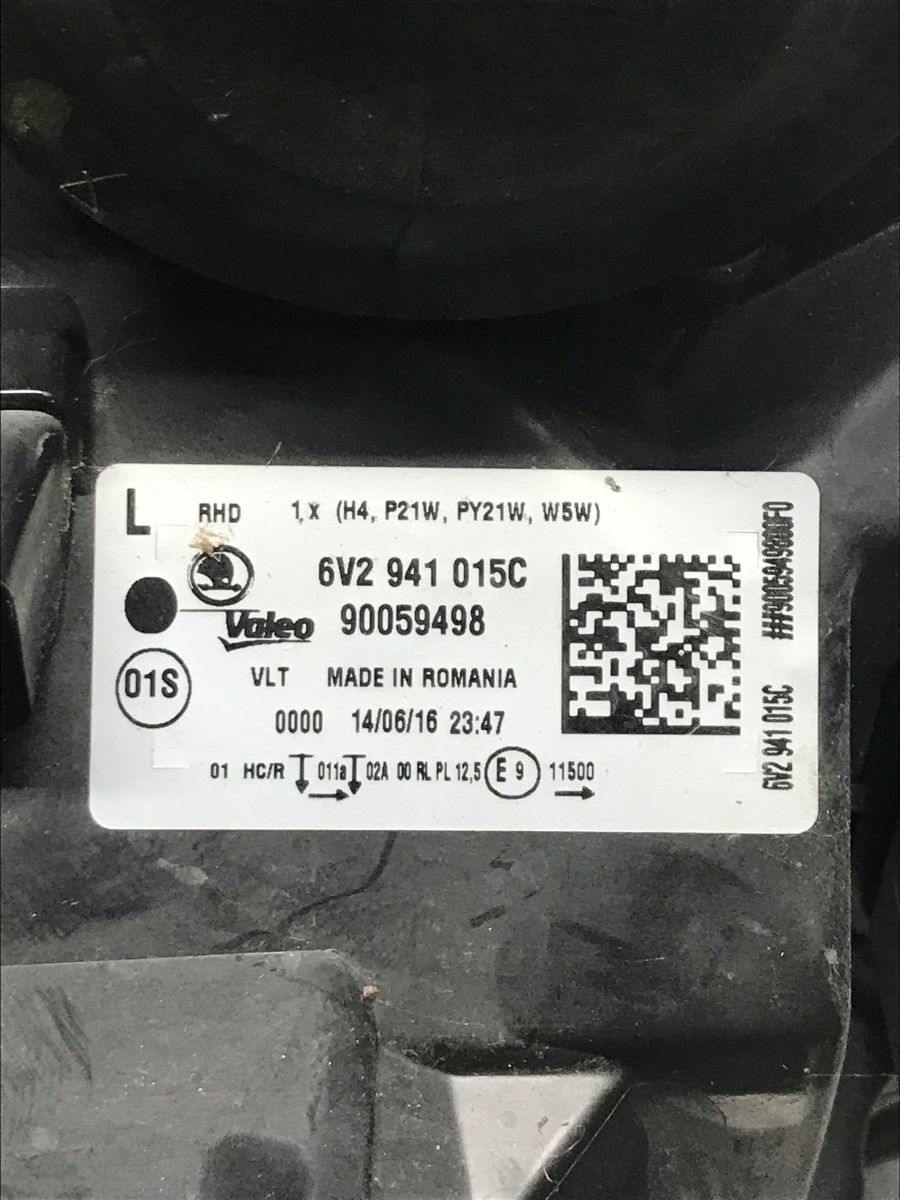 L RHD 1 x (H4, P21W, PY21W, W5W)
6V2 941 015C
Valeo 90059498
01S VLT MADE IN ROMANIA
0000 14/06/16 23:47
01 HC/R 011a 02A 00 RL PL 12,5 E 9 11500
6V2 941 015C ##90059498